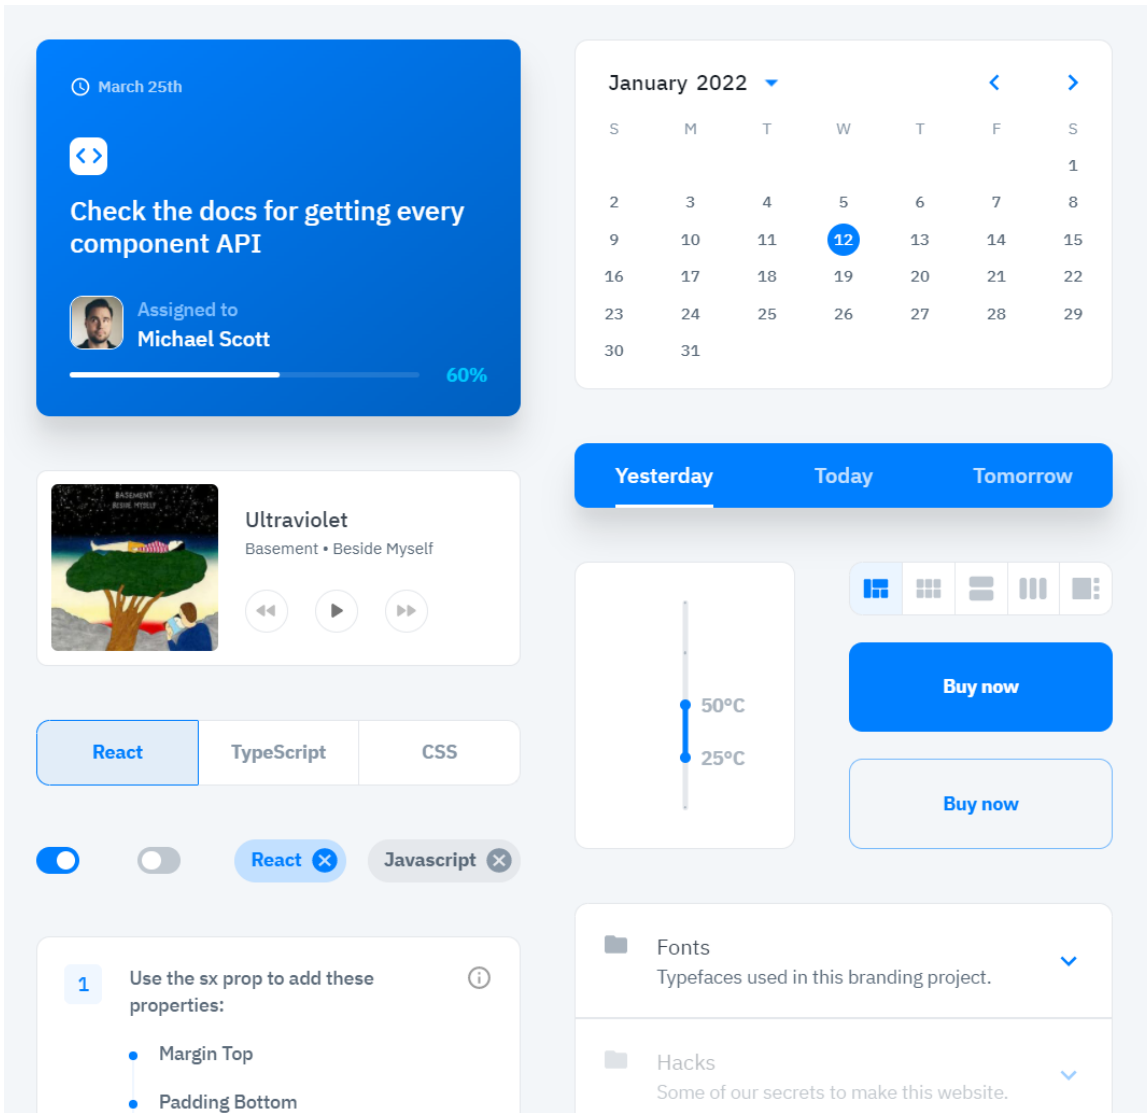 March 25th
Check the docs for getting every
component API
Assigned to
Michael Scott
60%
January 2022
S M T W T F S
1
2 3 4 5 6 7 8
9 10 11 12 13 14 15
16 17 18 19 20 21 22
23 24 25 26 27 28 29
30 31
Yesterday Today Tomorrow
BASEMENT
BESIDE MYSELF
Ultraviolet
Basement • Beside Myself
50°C
25°C
Buy now
Buy now
React TypeScript CSS
React Javascript
1
Use the sx prop to add these
properties:
Margin Top
Padding Bottom
Fonts
Typefaces used in this branding project.
Hacks
Some of our secrets to make this website.